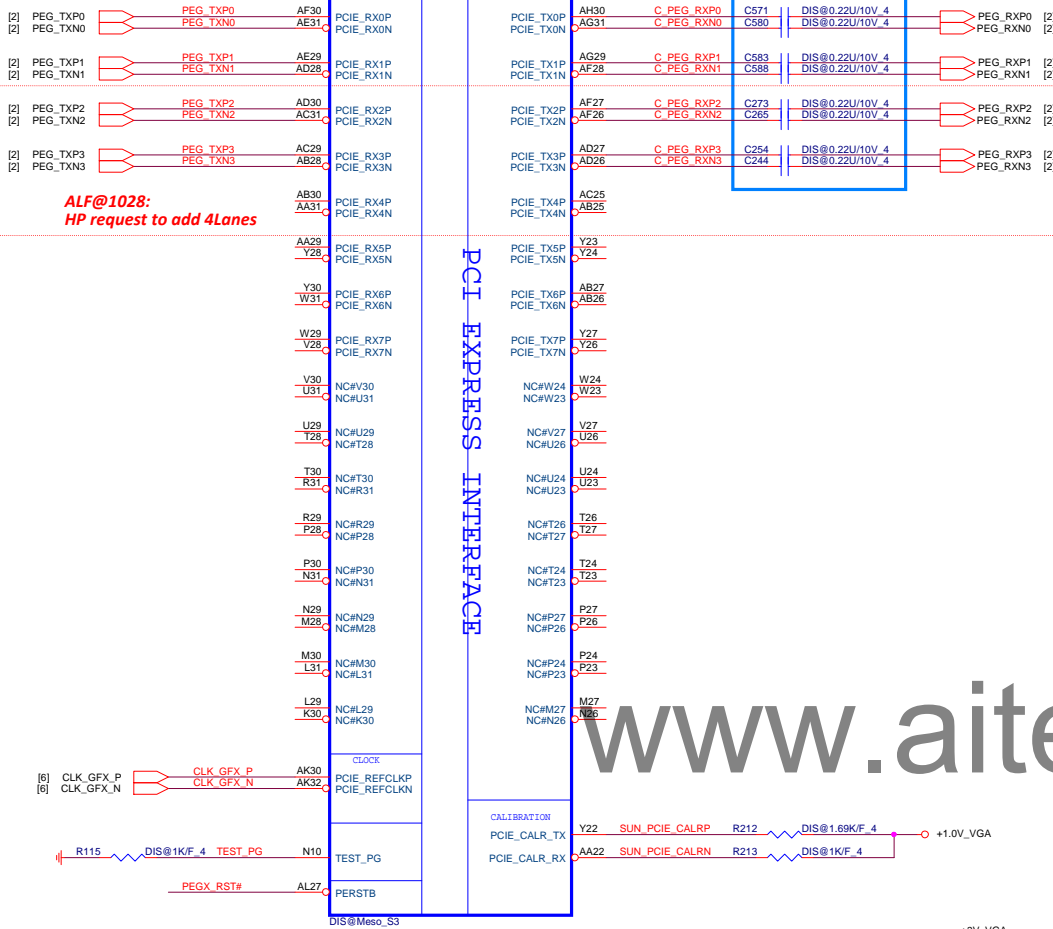 [2] PEG_TXP0 PEG_TXP0 AF30 PCIE_RX0P PCIE_TX0P AH30 C_PEG_RXP0 C571 DIS@0.22U/10V_4 PEG_RXP0 [2]
[2] PEG_TXN0 PEG_TXN0 AE31 PCIE_RX0N PCIE_TX0N AG31 C_PEG_RXN0 C580 DIS@0.22U/10V_4 PEG_RXN0 [2]
[2] PEG_TXP1 PEG_TXP1 AE29 PCIE_RX1P PCIE_TX1P AG29 C_PEG_RXP1 C583 DIS@0.22U/10V_4 PEG_RXP1 [2]
[2] PEG_TXN1 PEG_TXN1 AD28 PCIE_RX1N PCIE_TX1N AF28 C_PEG_RXN1 C588 DIS@0.22U/10V_4 PEG_RXN1 [2]
[2] PEG_TXP2 PEG_TXP2 AD30 PCIE_RX2P PCIE_TX2P AF27 C_PEG_RXP2 C273 DIS@0.22U/10V_4 PEG_RXP2 [2]
[2] PEG_TXN2 PEG_TXN2 AC31 PCIE_RX2N PCIE_TX2N AF26 C_PEG_RXN2 C265 DIS@0.22U/10V_4 PEG_RXN2 [2]
[2] PEG_TXP3 PEG_TXP3 AC29 PCIE_RX3P PCIE_TX3P AD27 C_PEG_RXP3 C254 DIS@0.22U/10V_4 PEG_RXP3 [2]
[2] PEG_TXN3 PEG_TXN3 AB28 PCIE_RX3N PCIE_TX3N AD26 C_PEG_RXN3 C244 DIS@0.22U/10V_4 PEG_RXN3 [2]
ALF@1028:
HP request to add 4Lanes
AB30 PCIE_RX4P PCIE_TX4P AC25
AA31 PCIE_RX4N PCIE_TX4N AB25
AA29 PCIE_RX5P PCIE_TX5P Y23
Y28 PCIE_RX5N PCIE_TX5N Y24
PCI EXPRESS INTERFACE
Y30 PCIE_RX6P PCIE_TX6P AB27
W31 PCIE_RX6N PCIE_TX6N AB26
W29 PCIE_RX7P PCIE_TX7P Y27
V28 PCIE_RX7N PCIE_TX7N Y26
V30 NC#V30 NC#W24 W24
U31 NC#U31 NC#W23 W23
U29 NC#U29 NC#V27 V27
T28 NC#T28 NC#U26 U26
T30 NC#T30 NC#U24 U24
R31 NC#R31 NC#U23 U23
R29 NC#R29 NC#T26 T26
P28 NC#P28 NC#T27 T27
P30 NC#P30 NC#T24 T24
N31 NC#N31 NC#T23 T23
N29 NC#N29 NC#P27 P27
M28 NC#M28 NC#P26 P26
M30 NC#M30 NC#P24 P24
L31 NC#L31 NC#P23 P23
L29 NC#L29 NC#M27 M27
K30 NC#K30 NC#N26 N26
www.aite
CLOCK
[6] CLK_GFX_P CLK_GFX_P AK30 PCIE_REFCLKP
[6] CLK_GFX_N CLK_GFX_N AK32 PCIE_REFCLKN
CALIBRATION
PCIE_CALR_TX Y22 SUN_PCIE_CALRP R212 DIS@1.69K/F_4 +1.0V_VGA
R115 DIS@1K/F_4 TEST_PG N10 TEST_PG PCIE_CALR_RX AA22 SUN_PCIE_CALRN R213 DIS@1K/F_4
PEGX_RST# AL27 PERSTB
DIS@Meso_S3